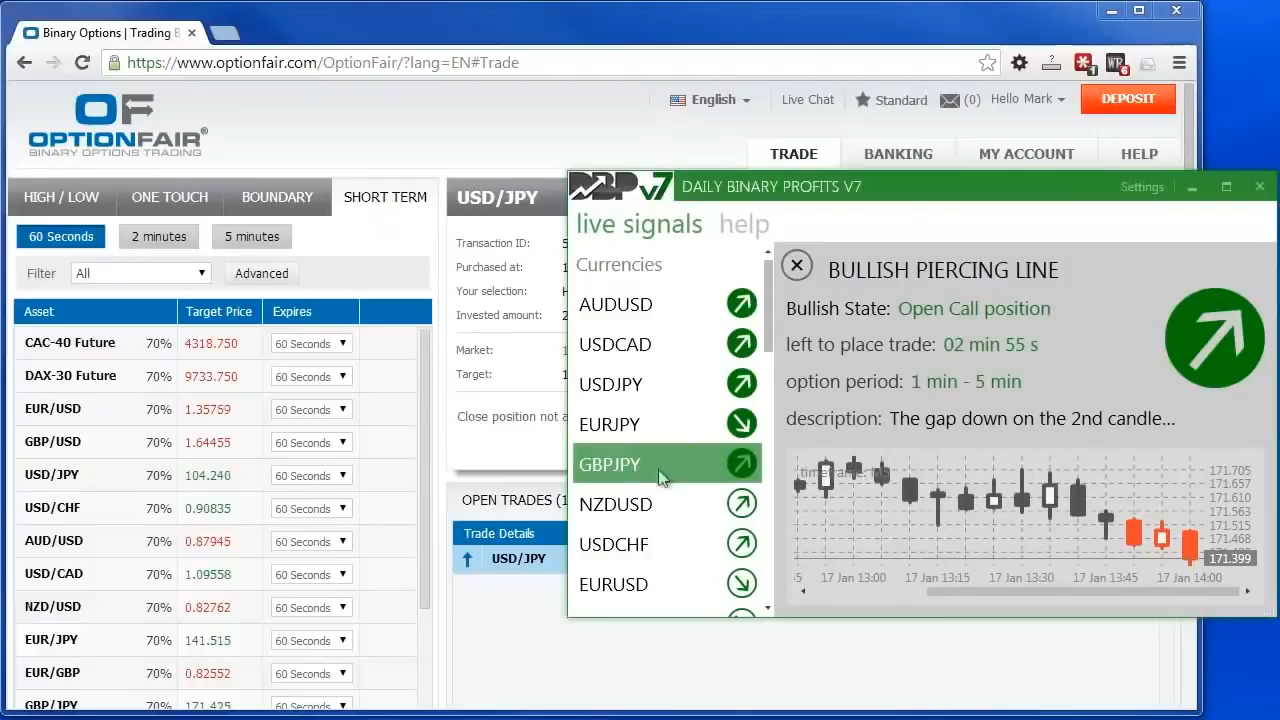 Binary Options | Trading B
https://www.optionfair.com/OptionFair/?lang=EN#Trade
1
6
OF
OPTIONFAIR®
BINARY OPTIONS TRADING
English
Live Chat
Standard
(0)
Hello Mark
DEPOSIT
TRADE
BANKING
MY ACCOUNT
HELP
HIGH / LOW
ONE TOUCH
BOUNDARY
SHORT TERM
60 Seconds
2 minutes
5 minutes
Filter
All
Advanced
Asset Target Price Expires
CAC-40 Future 70% 4318.750 60 Seconds
DAX-30 Future 70% 9733.750 60 Seconds
EUR/USD 70% 1.35759 60 Seconds
GBP/USD 70% 1.64455 60 Seconds
USD/JPY 70% 104.240 60 Seconds
USD/CHF 70% 0.90835 60 Seconds
AUD/USD 70% 0.87945 60 Seconds
USD/CAD 70% 1.09558 60 Seconds
NZD/USD 70% 0.82762 60 Seconds
EUR/JPY 70% 141.515 60 Seconds
EUR/GBP 70% 0.82552 60 Seconds
GBP/JPY 70% 171.425 60 Seconds
USD/JPY
Transaction ID: 5
Purchased at: 1
Your selection: H
Invested amount: 2
Market: 1
Target: 1
Close position not a
OPEN TRADES (1
Trade Details
USD/JPY
DBP v7
DAILY BINARY PROFITS V7
Settings
live signals
help
Currencies
AUDUSD
USDCAD
USDJPY
EURJPY
GBPJPY
NZDUSD
USDCHF
EURUSD
BULLISH PIERCING LINE
Bullish State: Open Call position
left to place trade: 02 min 55 s
option period: 1 min - 5 min
description: The gap down on the 2nd candle...
171.705
171.657
171.610
171.563
171.515
171.468
171.399
:5 17 Jan 13:00 17 Jan 13:15 17 Jan 13:30 17 Jan 13:45 17 Jan 14:00